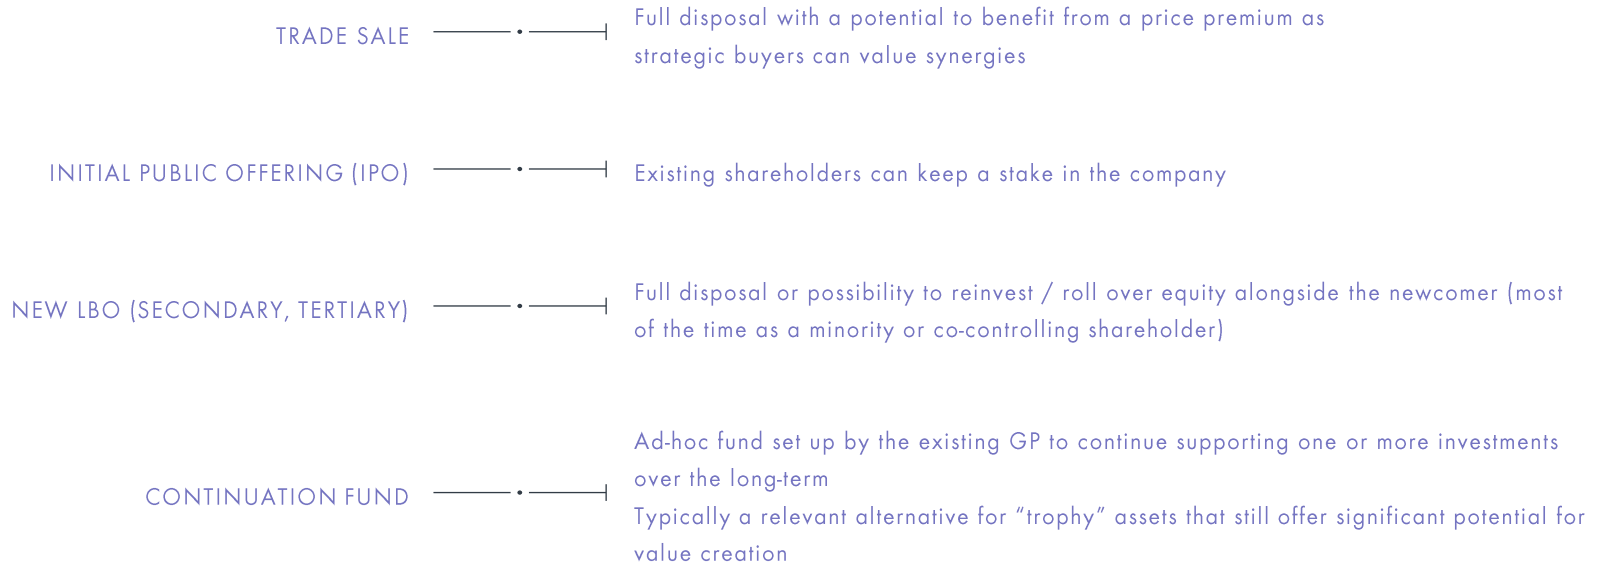 TRADE SALE
Full disposal with a potential to benefit from a price premium as
strategic buyers can value synergies
INITIAL PUBLIC OFFERING (IPO)
Existing shareholders can keep a stake in the company
NEW LBO (SECONDARY, TERTIARY)
Full disposal or possibility to reinvest / roll over equity alongside the newcomer (most
of the time as a minority or co-controlling shareholder)
CONTINUATION FUND
Ad-hoc fund set up by the existing GP to continue supporting one or more investments
over the long-term
Typically a relevant alternative for “trophy” assets that still offer significant potential for
value creation